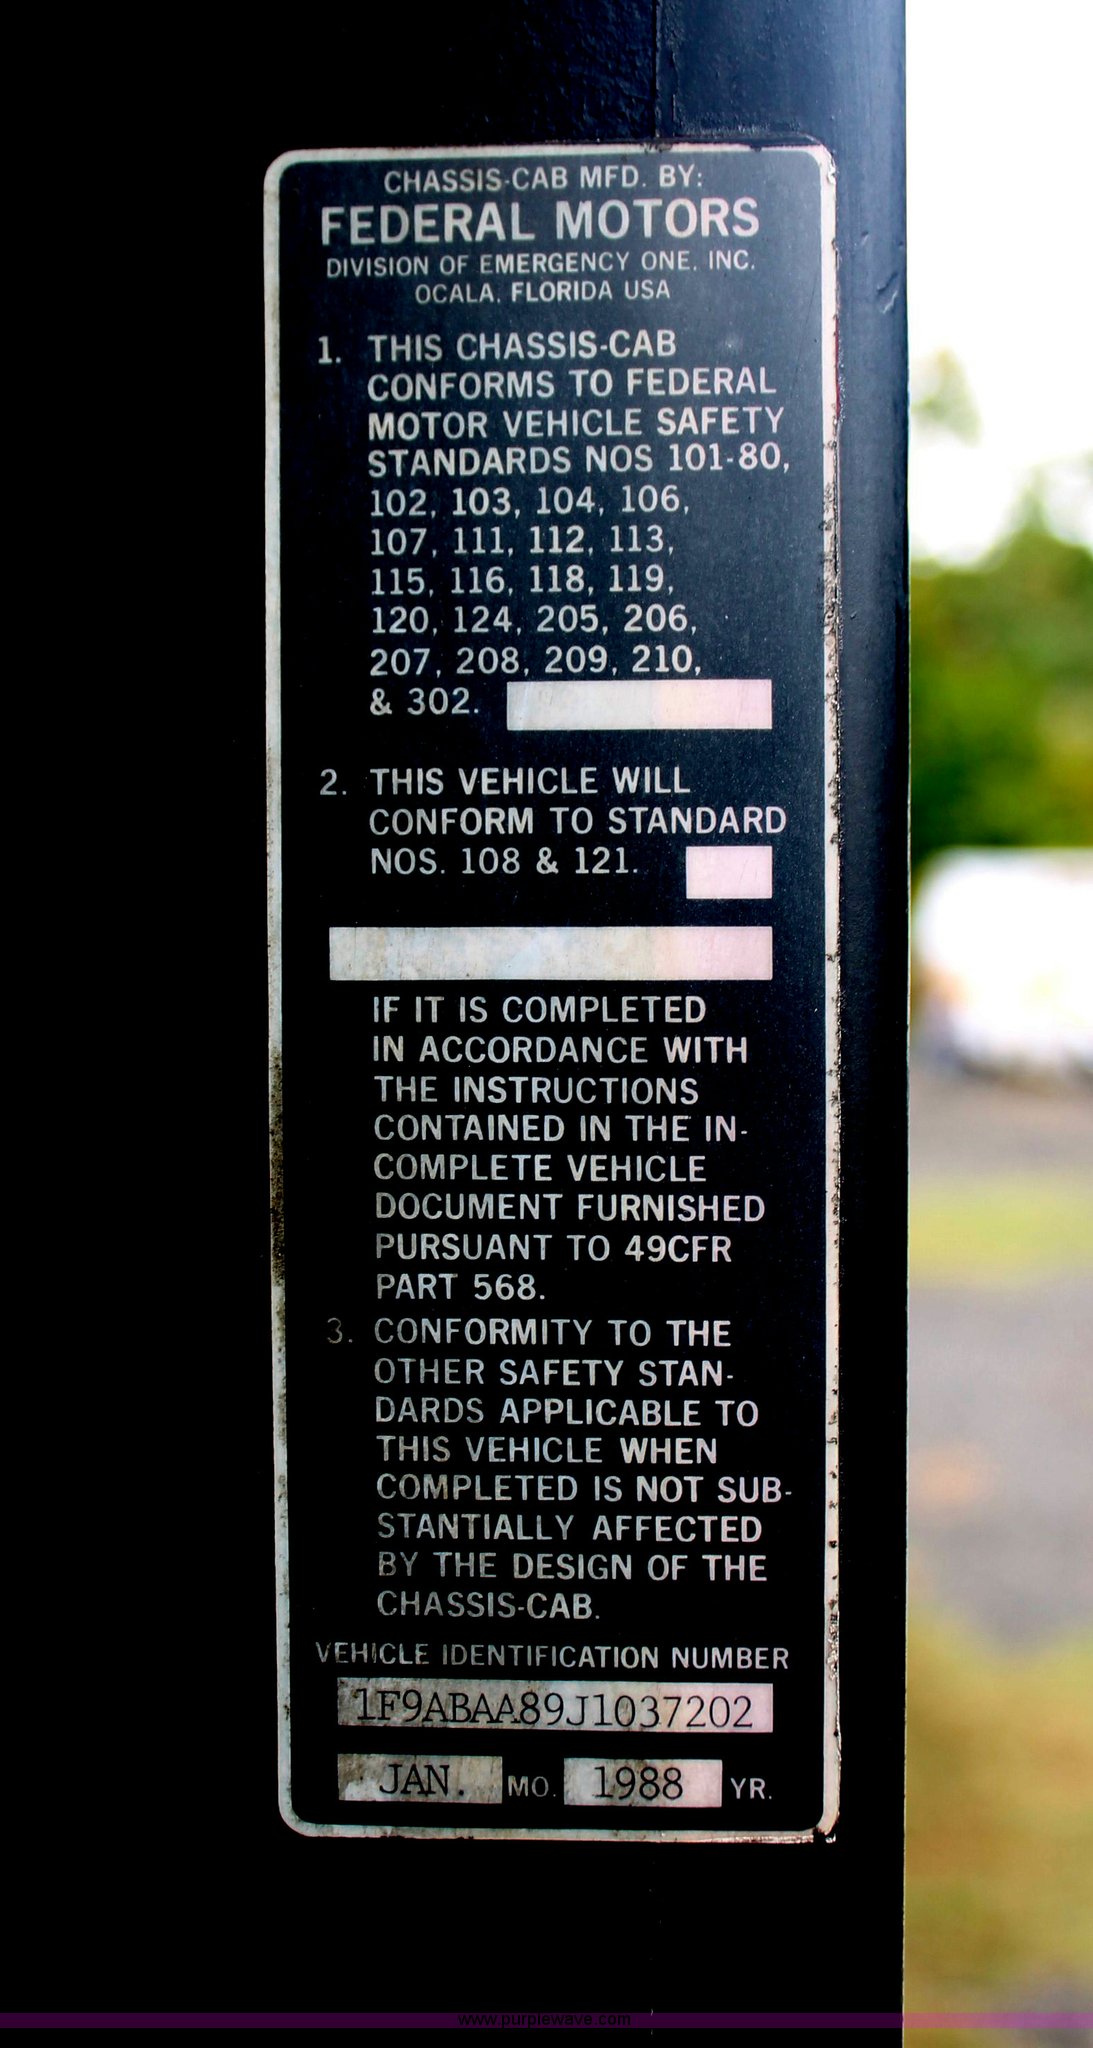 CHASSIS-CAB MFD. BY:
FEDERAL MOTORS
DIVISION OF EMERGENCY ONE, INC.
OCALA, FLORIDA USA
1. THIS CHASSIS-CAB
CONFORMS TO FEDERAL
MOTOR VEHICLE SAFETY
STANDARDS NOS 101-80,
102, 103, 104, 106,
107, 111, 112, 113,
115, 116, 118, 119,
120, 124, 205, 206,
207, 208, 209, 210,
& 302.
2. THIS VEHICLE WILL
CONFORM TO STANDARD
NOS. 108 & 121.
IF IT IS COMPLETED
IN ACCORDANCE WITH
THE INSTRUCTIONS
CONTAINED IN THE IN-
COMPLETE VEHICLE
DOCUMENT FURNISHED
PURSUANT TO 49CFR
PART 568.
3. CONFORMITY TO THE
OTHER SAFETY STAN-
DARDS APPLICABLE TO
THIS VEHICLE WHEN
COMPLETED IS NOT SUB-
STANTIALLY AFFECTED
BY THE DESIGN OF THE
CHASSIS-CAB.
VEHICLE IDENTIFICATION NUMBER
1F9ABAA89J1037202
JAN. MO. 1988 YR.
www.purplewave.com